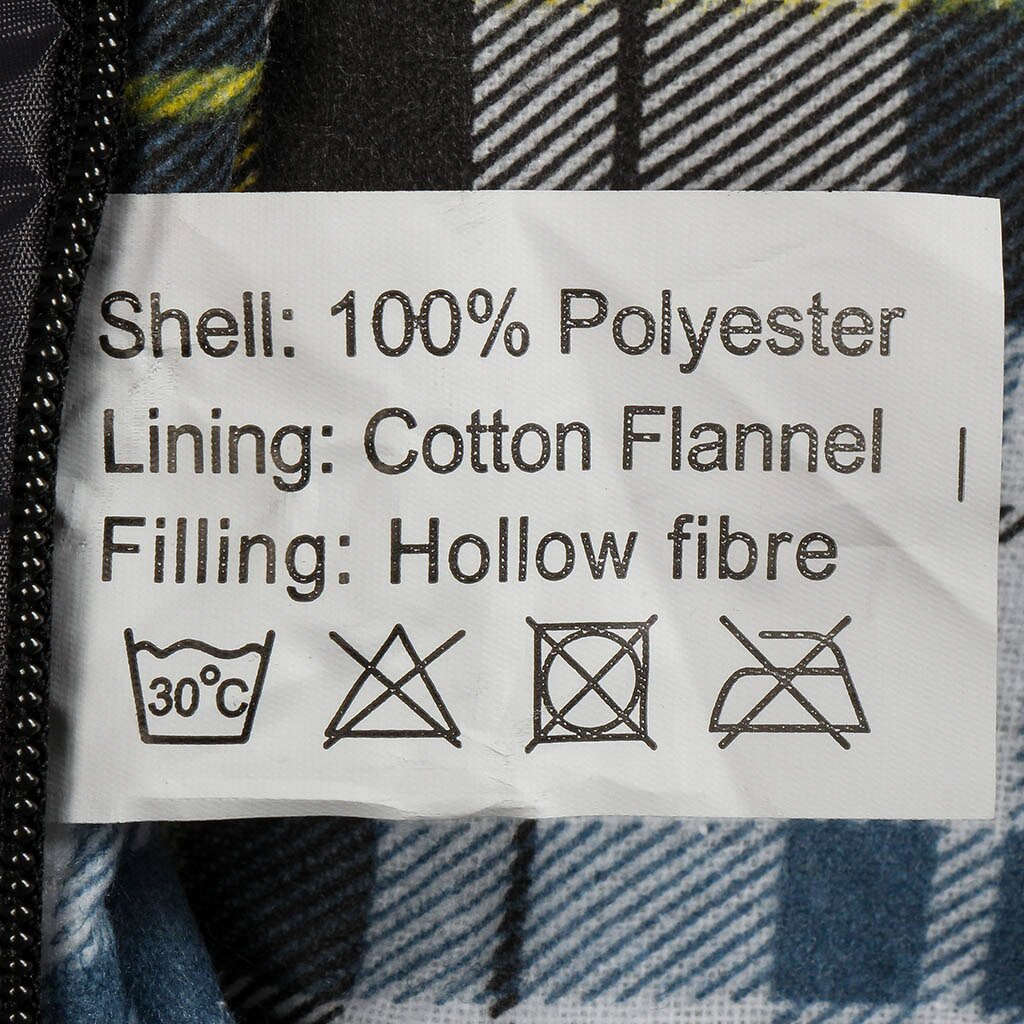 Shell: 100% Polyester
Lining: Cotton Flannel
Filling: Hollow fibre
30°C